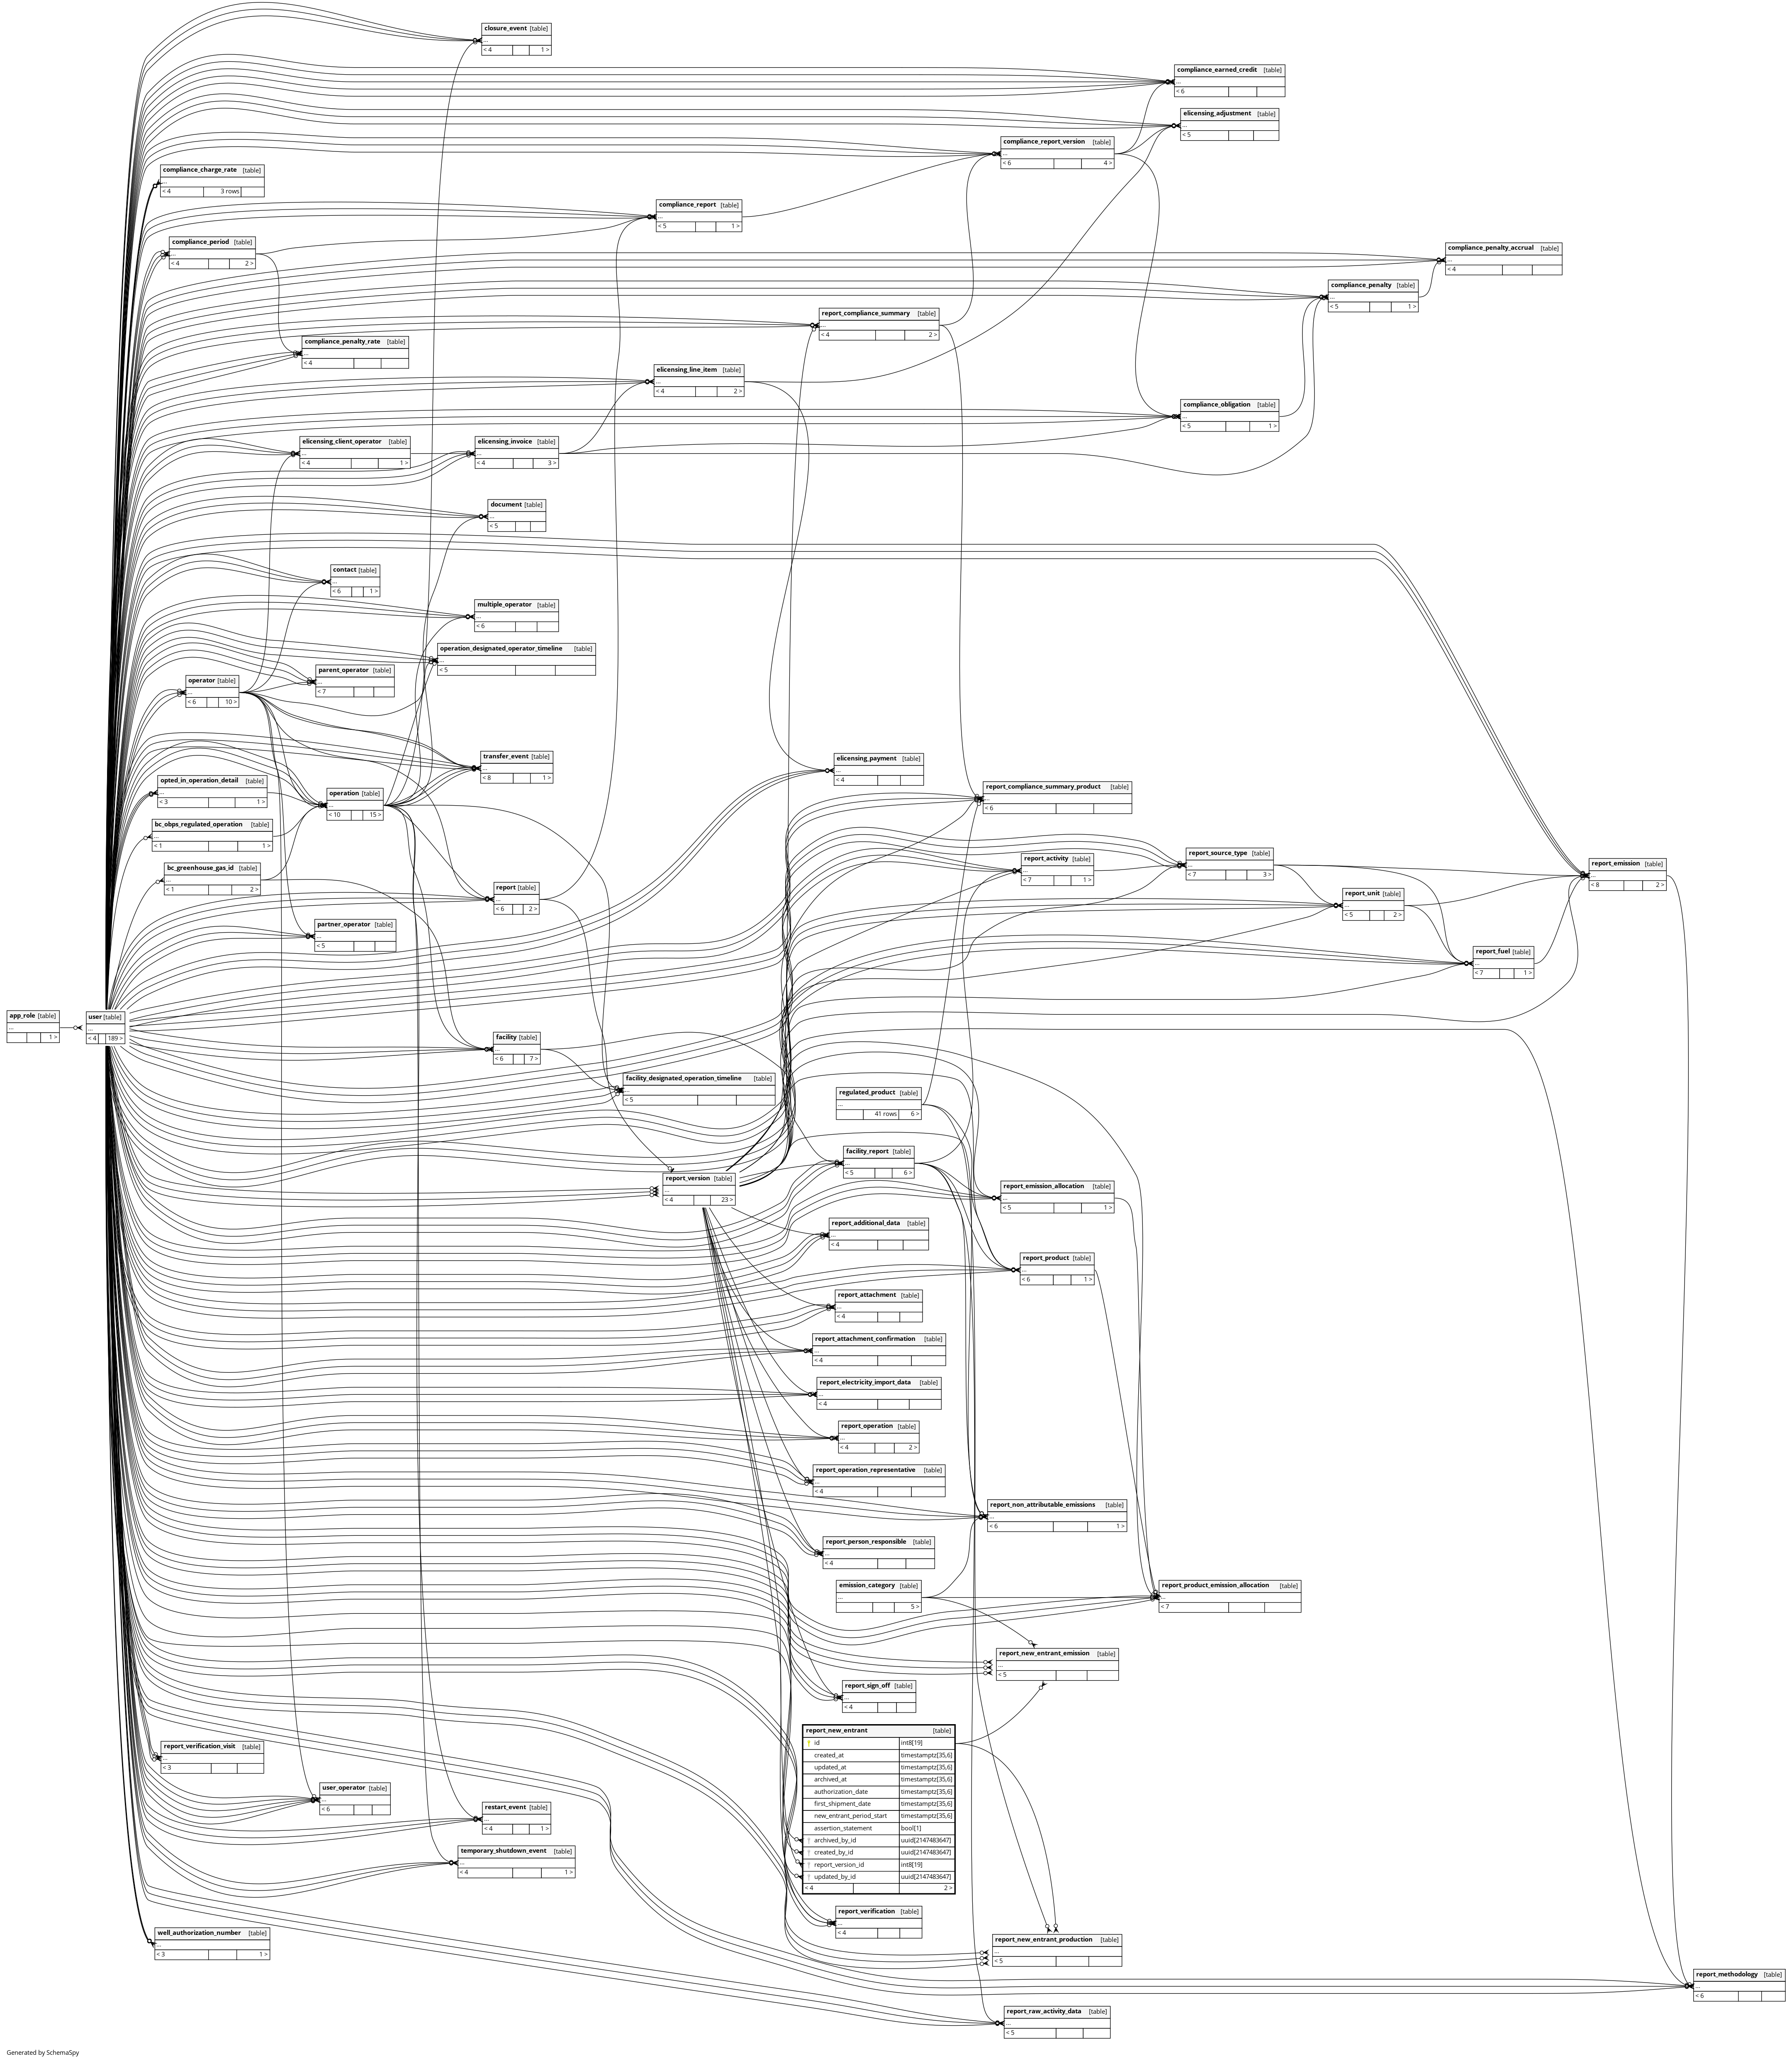 closure_event [table]
...
< 4 1 >
compliance_earned_credit [table]
...
< 6
elicensing_adjustment [table]
...
< 5
compliance_report_version [table]
...
< 6 4 >
compliance_charge_rate [table]
...
< 4 3 rows
compliance_report [table]
...
< 5 1 >
compliance_period [table]
...
< 4 2 >
compliance_penalty_accrual [table]
...
< 4
compliance_penalty [table]
...
< 5 1 >
report_compliance_summary [table]
...
< 4 2 >
compliance_penalty_rate [table]
...
< 4
elicensing_line_item [table]
...
< 4 2 >
compliance_obligation [table]
...
< 5 1 >
elicensing_client_operator [table]
...
< 4 1 >
elicensing_invoice [table]
...
< 4 3 >
document [table]
...
< 5
contact [table]
...
< 6 1 >
multiple_operator [table]
...
< 6
operation_designated_operator_timeline [table]
...
< 5
parent_operator [table]
...
< 7
operator [table]
...
< 6 10 >
transfer_event [table]
...
< 8 1 >
elicensing_payment [table]
...
< 4
opted_in_operation_detail [table]
...
< 3 1 >
operation [table]
...
< 10 15 >
report_compliance_summary_product [table]
...
< 6
bc_obps_regulated_operation [table]
...
< 1 1 >
report_source_type [table]
...
< 7 3 >
report_activity [table]
...
< 7 1 >
report_emission [table]
...
< 8 2 >
bc_greenhouse_gas_id [table]
...
< 1 2 >
report [table]
...
< 6 2 >
report_unit [table]
...
< 5 2 >
partner_operator [table]
...
< 5
report_fuel [table]
...
< 7 1 >
app_role [table]
...
1 >
user [table]
...
< 4 189 >
facility [table]
...
< 6 7 >
facility_designated_operation_timeline [table]
...
< 5
regulated_product [table]
...
41 rows 6 >
facility_report [table]
...
< 5 6 >
report_version [table]
...
< 4 23 >
report_emission_allocation [table]
...
< 5 1 >
report_additional_data [table]
...
< 4
report_product [table]
...
< 6 1 >
report_attachment [table]
...
< 4
report_attachment_confirmation [table]
...
< 4
report_electricity_import_data [table]
...
< 4
report_operation [table]
...
< 4 2 >
report_operation_representative [table]
...
< 4
report_non_attributable_emissions [table]
...
< 6 1 >
report_person_responsible [table]
...
< 4
emission_category [table]
...
5 >
report_product_emission_allocation [table]
...
< 7
report_new_entrant_emission [table]
...
< 5
report_sign_off [table]
...
< 4
report_new_entrant [table]
id int8[19]
created_at timestamptz[35,6]
updated_at timestamptz[35,6]
archived_at timestamptz[35,6]
authorization_date timestamptz[35,6]
first_shipment_date timestamptz[35,6]
new_entrant_period_start timestamptz[35,6]
assertion_statement bool[1]
archived_by_id uuid[2147483647]
created_by_id uuid[2147483647]
report_version_id int8[19]
updated_by_id uuid[2147483647]
< 4 2 >
report_verification_visit [table]
...
< 3
user_operator [table]
...
< 6
restart_event [table]
...
< 4 1 >
temporary_shutdown_event [table]
...
< 4 1 >
report_verification [table]
...
< 4
well_authorization_number [table]
...
< 3 1 >
report_new_entrant_production [table]
...
< 5
report_methodology [table]
...
< 6
report_raw_activity_data [table]
...
< 5
Generated by SchemaSpy